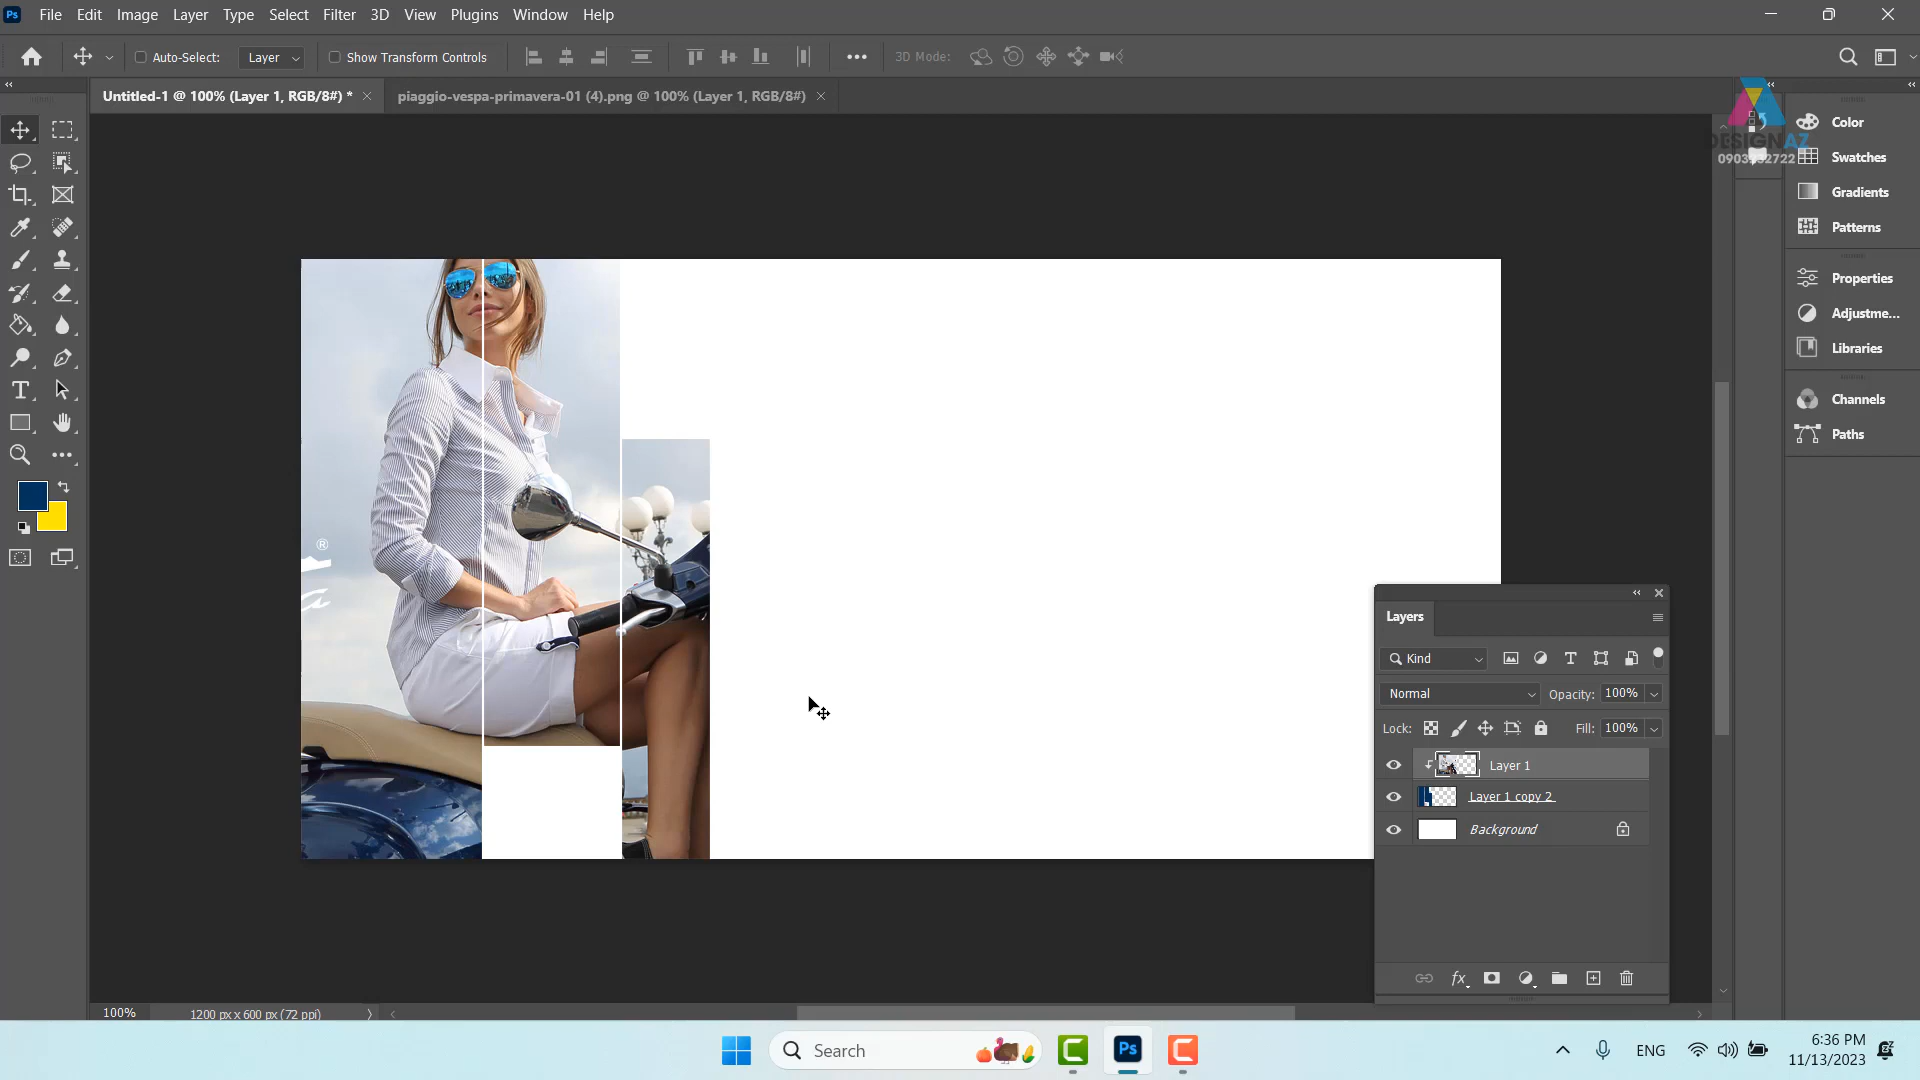 Ps File Edit Image Layer Type Select Filter 3D View Plugins Window Help
Auto-Select: Layer Show Transform Controls 3D Mode:
Untitled-1 @ 100% (Layer 1, RGB/8#) * piaggio-vespa-primavera-01 (4).png @ 100% (Layer 1, RGB/8#)
Color
DESIGNAZ
Swatches
Gradients
Patterns
Properties
Adjustme...
Libraries
Channels
Paths
®
Layers
Kind
Normal Opacity: 100%
Lock: Fill: 100%
Layer 1
Layer 1 copy 2
Background
fx
100% 1200 px x 600 px (72 ppi)
Search
Ps
ENG
6:36 PM
11/13/2023